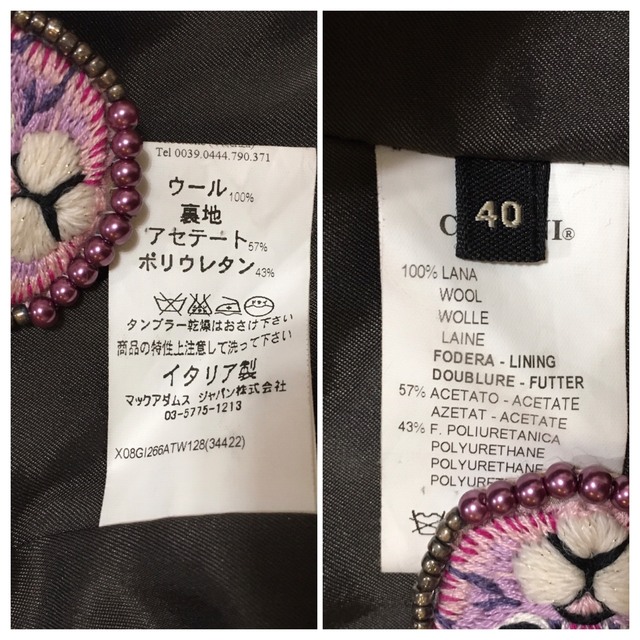 Tel 0039.0444.790.371
ウール100%
裏地
アセテート57%
ポリウレタン43%
ドライ
タンブラー乾燥はおさけ下さい
商品の特性上注意して洗って下さい
イタリア製
マックアダムス ジャパン株式会社
03-5775-1213
X08GI266ATW128(34422)
40
®
100% LANA
WOOL
WOLLE
LAINE
FODERA - LINING
DOUBLURE - FUTTER
57% ACETATO - ACETATE
AZETAT - ACETATE
43% F. POLIURETANICA
POLYURETHANE
POLYURETHANE